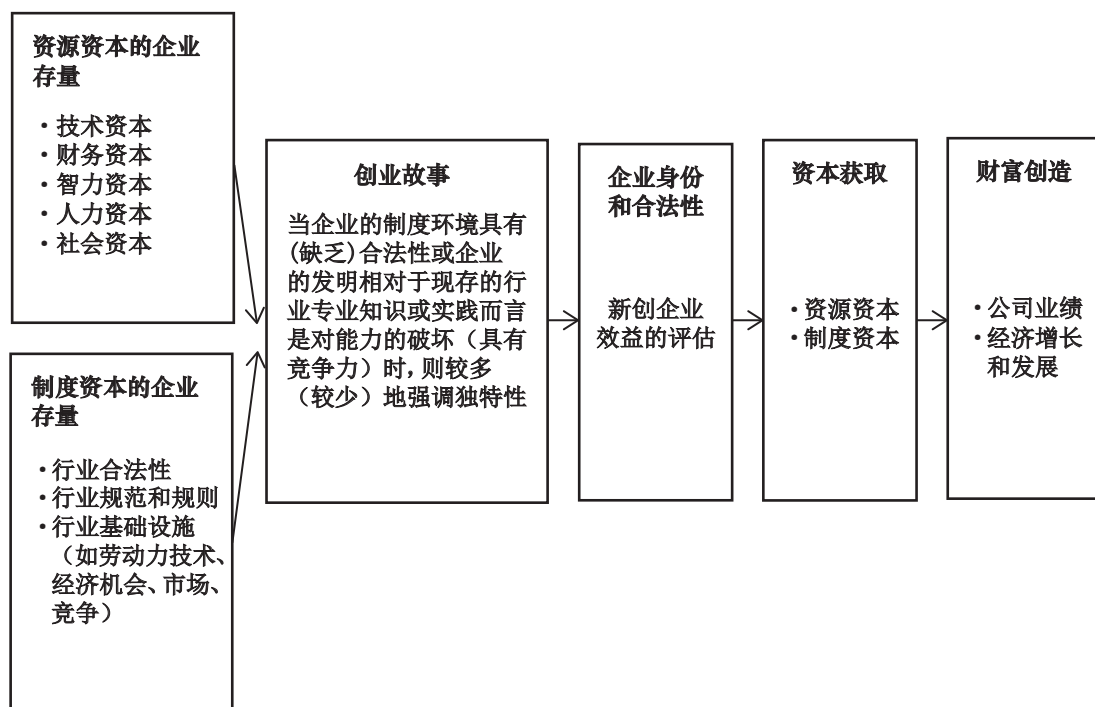 资源资本的企业
存量
·技术资本
·财务资本
·智力资本
·人力资本
·社会资本
制度资本的企业
存量
·行业合法性
·行业规范和规则
·行业基础设施
（如劳动力技术、
经济机会、市场、
竞争）
创业故事
当企业的制度环境具有
(缺乏)合法性或企业
的发明相对于现存的行
业专业知识或实践而言
是对能力的破坏（具有
竞争力）时，则较多
（较少）地强调独特性
企业身份
和合法性
新创企业
效益的评估
资本获取
·资源资本
·制度资本
财富创造
·公司业绩
·经济增长
和发展